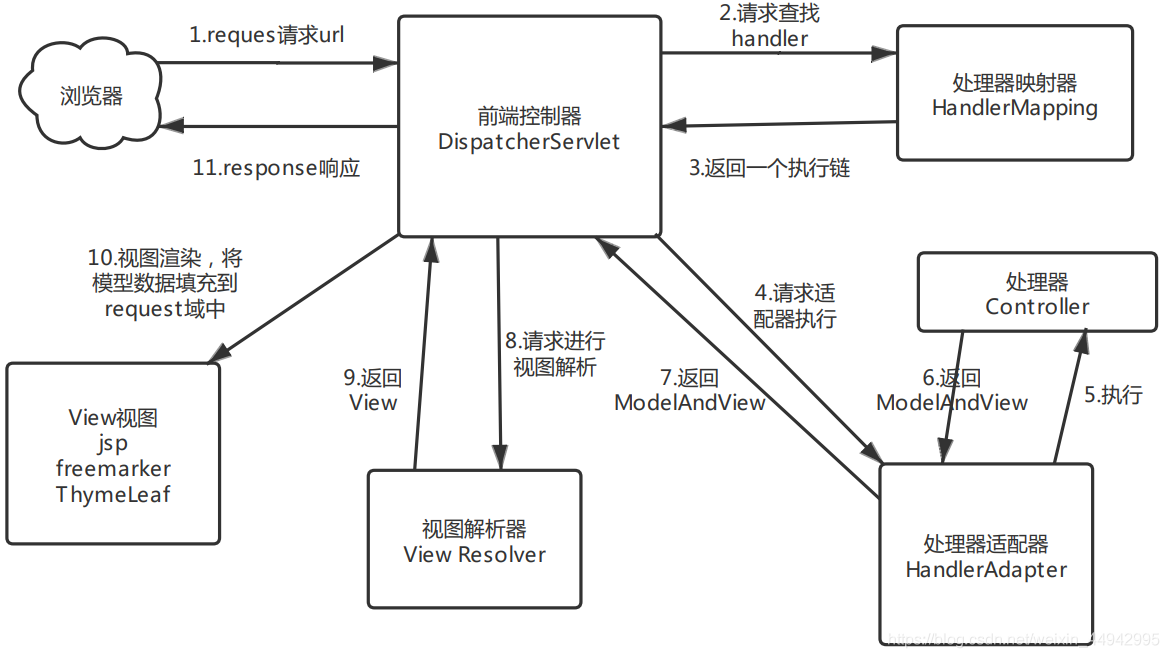 1.reques请求url
2.请求查找
handler
浏览器
前端控制器
DispatcherServlet
处理器映射器
HandlerMapping
11.response响应
3.返回一个执行链
10.视图渲染，将
模型数据填充到
request域中
4.请求适
配器执行
处理器
Controller
8.请求进行
视图解析
9.返回
View
7.返回
ModelAndView
6.返回
ModelAndView
5.执行
View视图
jsp
freemarker
ThymeLeaf
视图解析器
View Resolver
处理器适配器
HandlerAdapter
https://blog.csdn.net/weixin_44942995